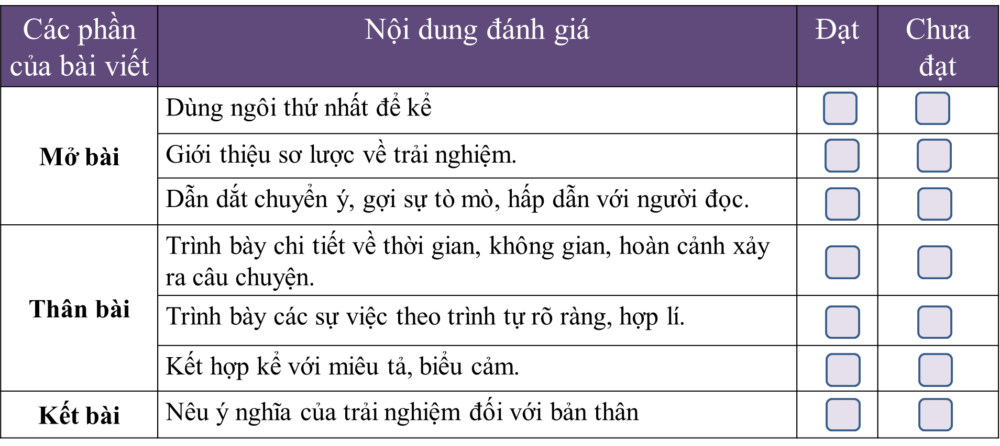 Các phần
của bài viết
Nội dung đánh giá
Đạt
Chưa
đạt
Mở bài
Dùng ngôi thứ nhất để kể
Giới thiệu sơ lược về trải nghiệm.
Dẫn dắt chuyển ý, gợi sự tò mò, hấp dẫn với người đọc.
Thân bài
Trình bày chi tiết về thời gian, không gian, hoàn cảnh xảy
ra câu chuyện.
Trình bày các sự việc theo trình tự rõ ràng, hợp lí.
Kết hợp kể với miêu tả, biểu cảm.
Kết bài
Nêu ý nghĩa của trải nghiệm đối với bản thân